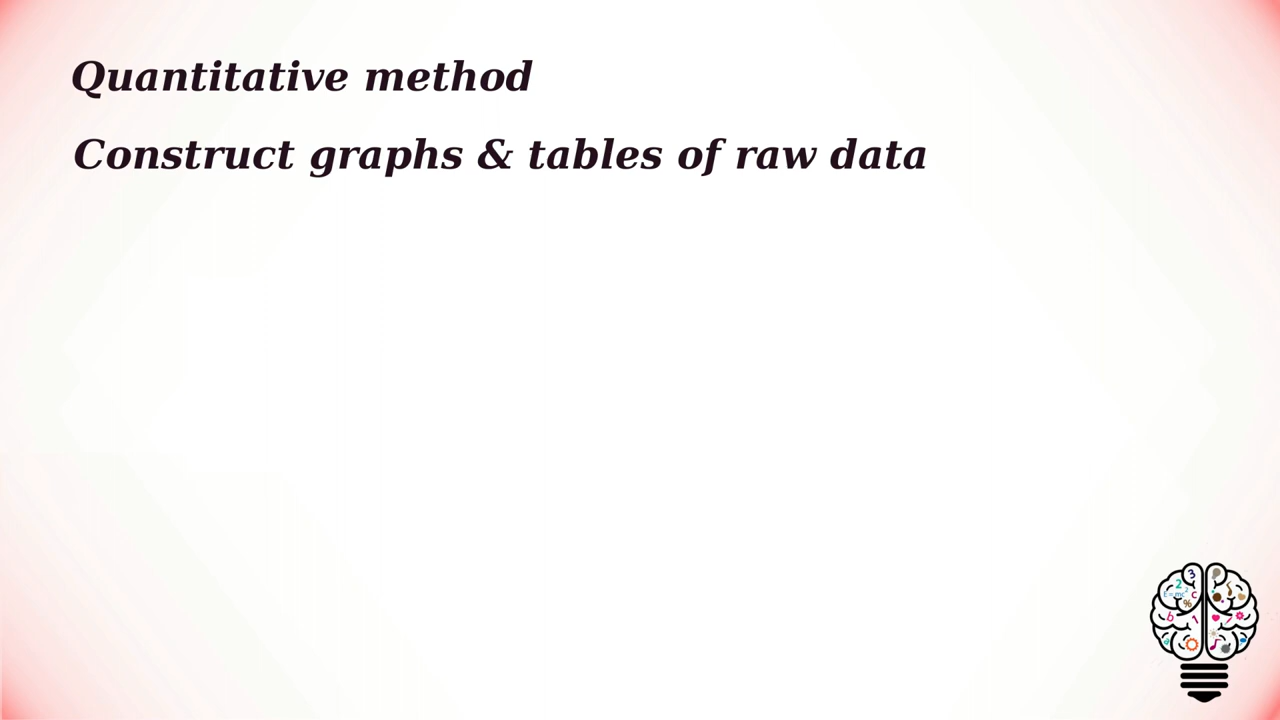 Quantitative method
Construct graphs & tables of raw data